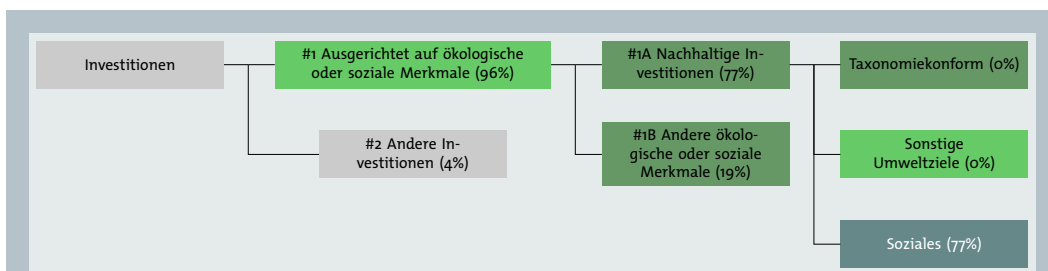 Investitionen
#1 Ausgerichtet auf ökologische
oder soziale Merkmale (96%)
#1A Nachhaltige In-
vestitionen (77%)
Taxonomiekonform (0%)
#2 Andere In-
vestitionen (4%)
#1B Andere ökolo-
gische oder soziale
Merkmale (19%)
Sonstige
Umweltziele (0%)
Soziales (77%)